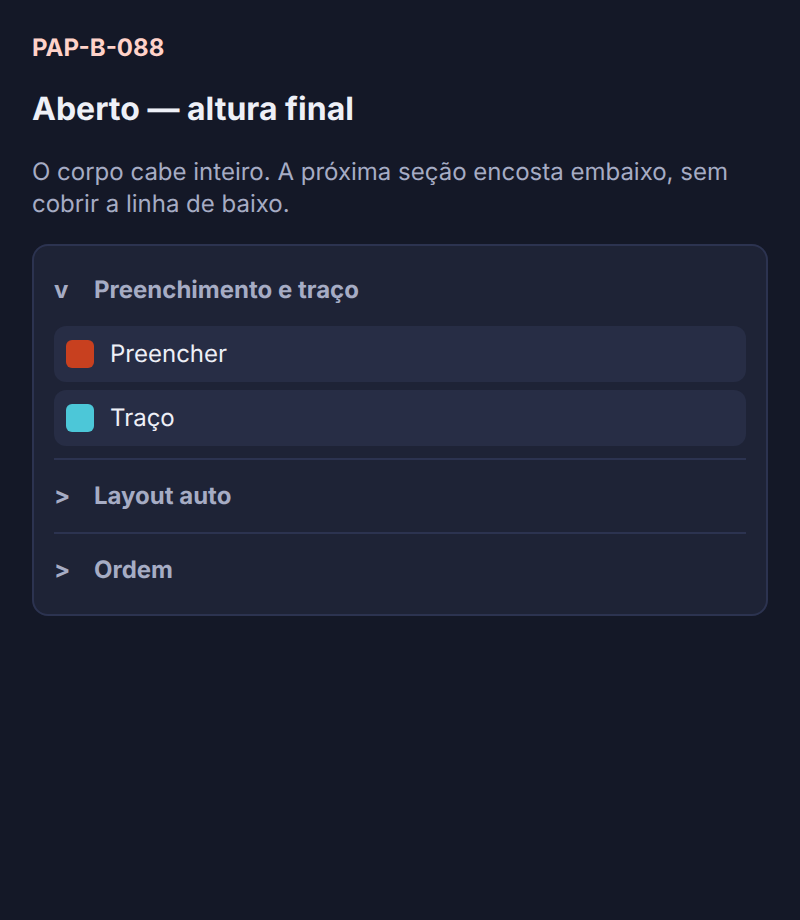 PAP-B-088
Aberto — altura final
O corpo cabe inteiro. A próxima seção encosta embaixo, sem
cobrir a linha de baixo.
v Preenchimento e traço
Preencher
Traço
> Layout auto
> Ordem